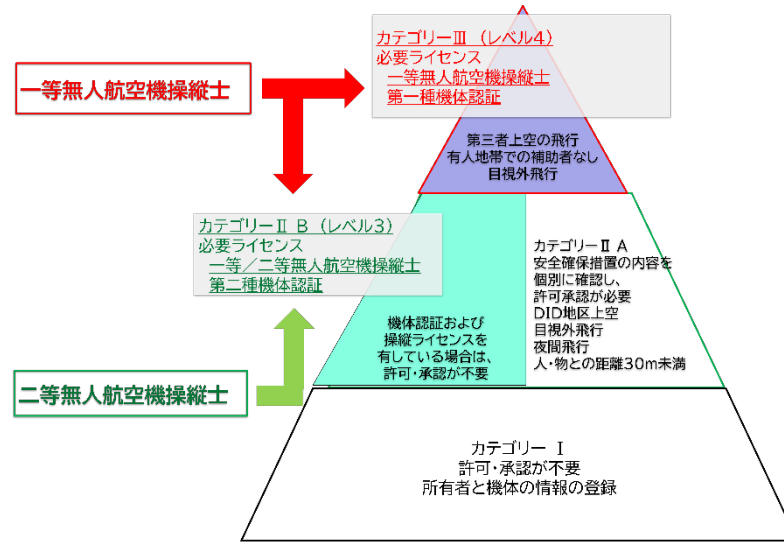 カテゴリーⅢ (レベル4)
必要ライセンス
一等無人航空機操縦士
第一種機体認証
一等無人航空機操縦士
第三者上空の飛行
有人地帯での補助者なし
目視外飛行
カテゴリーⅡ B (レベル3)
必要ライセンス
一等/二等無人航空機操縦士
第二種機体認証
カテゴリーⅡ A
安全確保措置の内容を
個別に確認し、
許可承認が必要
DID地区上空
目視外飛行
夜間飛行
人・物との距離30m未満
機体認証および
操縦ライセンスを
有している場合は、
許可・承認が不要
二等無人航空機操縦士
カテゴリー Ⅰ
許可・承認が不要
所有者と機体の情報の登録